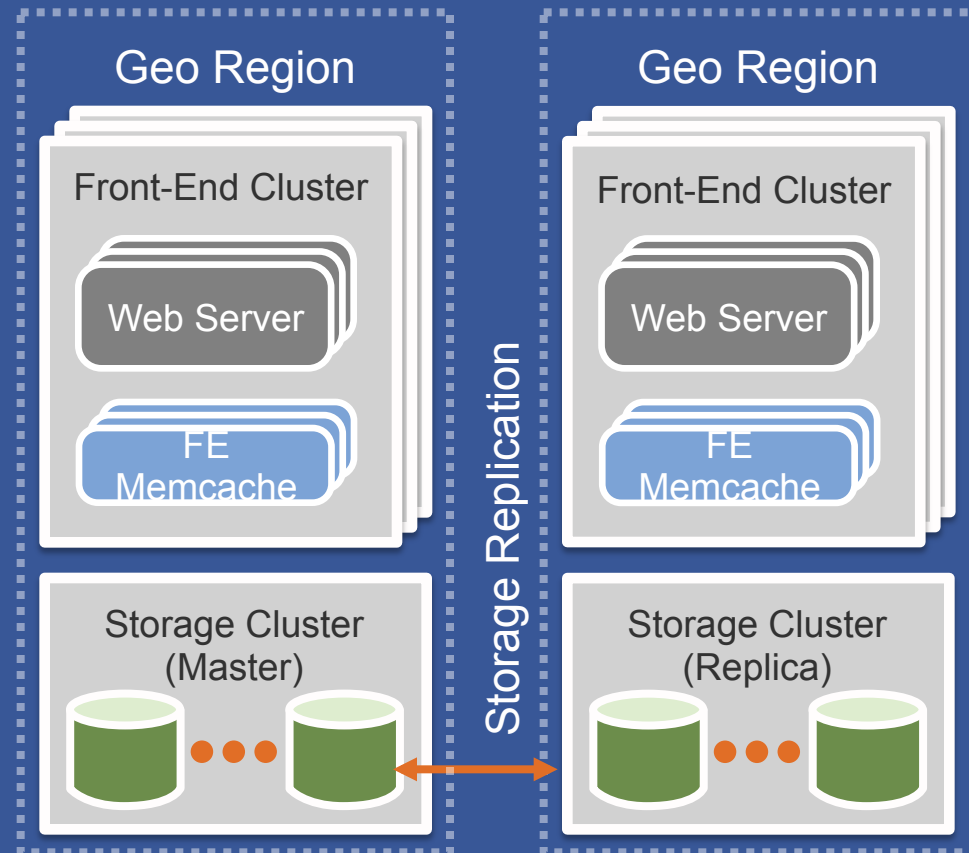 Geo Region
Front-End Cluster
Web Server
FE
Memcache
Storage Cluster
(Master)
Storage Replication
Geo Region
Front-End Cluster
Web Server
FE
Memcache
Storage Cluster
(Replica)